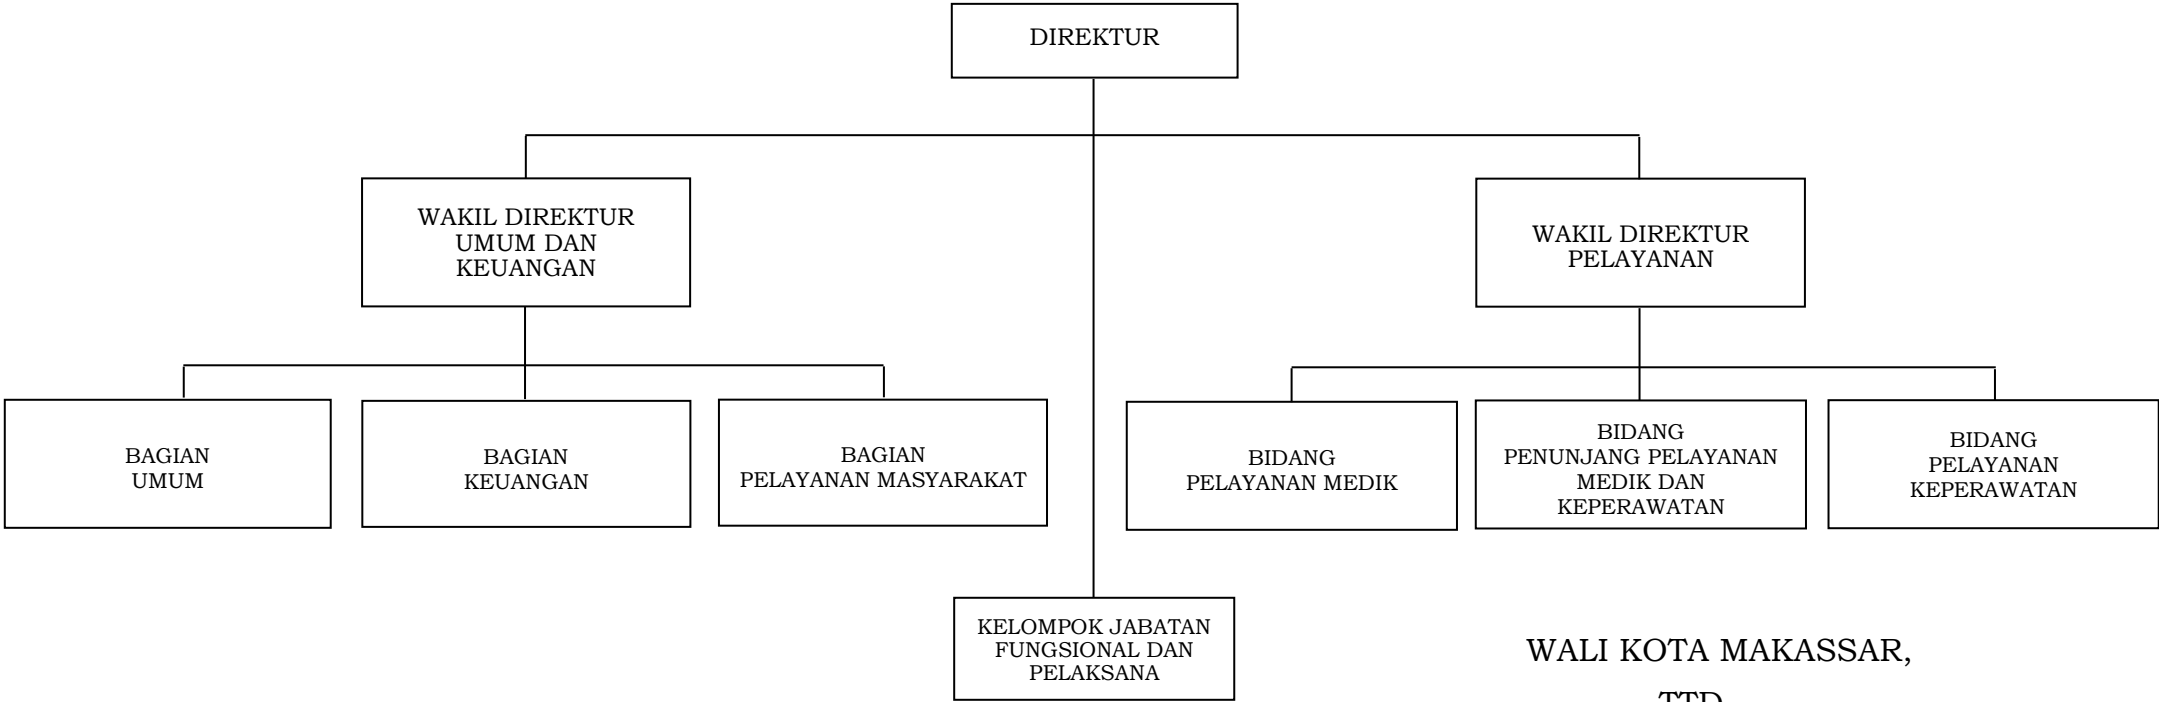 DIREKTUR
WAKIL DIREKTUR
UMUM DAN
KEUANGAN
WAKIL DIREKTUR
PELAYANAN
BAGIAN
UMUM
BAGIAN
KEUANGAN
BAGIAN
PELAYANAN MASYARAKAT
BIDANG
PELAYANAN MEDIK
BIDANG
PENUNJANG PELAYANAN
MEDIK DAN
KEPERAWATAN
BIDANG
PELAYANAN
KEPERAWATAN
KELOMPOK JABATAN
FUNGSIONAL DAN
PELAKSANA
WALI KOTA MAKASSAR,
TTD